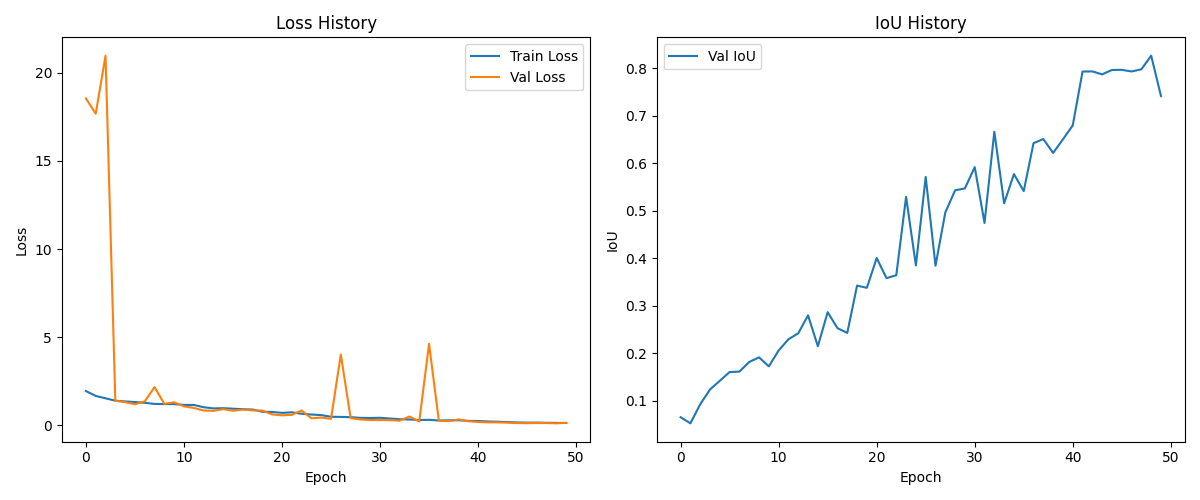 Loss History
Train Loss
Val Loss
20
15
10
5
0
Loss
0 10 20 30 40 50
Epoch
IoU History
Val IoU
0.8
0.7
0.6
0.5
0.4
0.3
0.2
0.1
IoU
0 10 20 30 40 50
Epoch